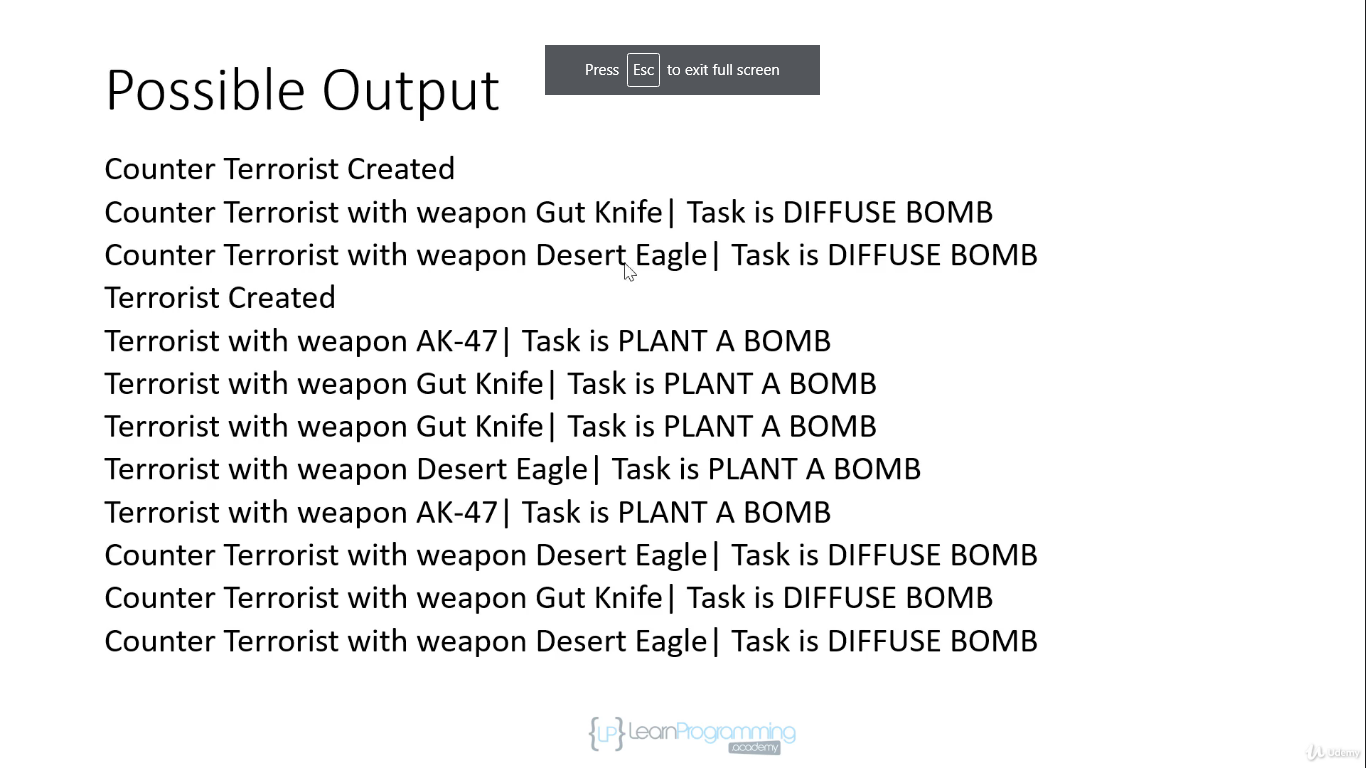 Press Esc to exit full screen
Possible Output
Counter Terrorist Created
Counter Terrorist with weapon Gut Knife| Task is DIFFUSE BOMB
Counter Terrorist with weapon Desert Eagle| Task is DIFFUSE BOMB
Terrorist Created
Terrorist with weapon AK-47| Task is PLANT A BOMB
Terrorist with weapon Gut Knife| Task is PLANT A BOMB
Terrorist with weapon Gut Knife| Task is PLANT A BOMB
Terrorist with weapon Desert Eagle| Task is PLANT A BOMB
Terrorist with weapon AK-47| Task is PLANT A BOMB
Counter Terrorist with weapon Desert Eagle| Task is DIFFUSE BOMB
Counter Terrorist with weapon Gut Knife| Task is DIFFUSE BOMB
Counter Terrorist with weapon Desert Eagle| Task is DIFFUSE BOMB
{LP} LearnProgramming
.academy
Udemy